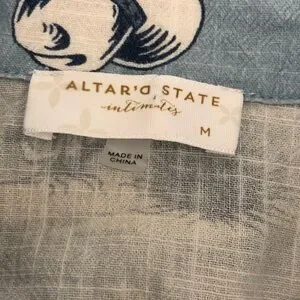 ALTAR'D STATE
intimates
M
MADE IN
CHINA